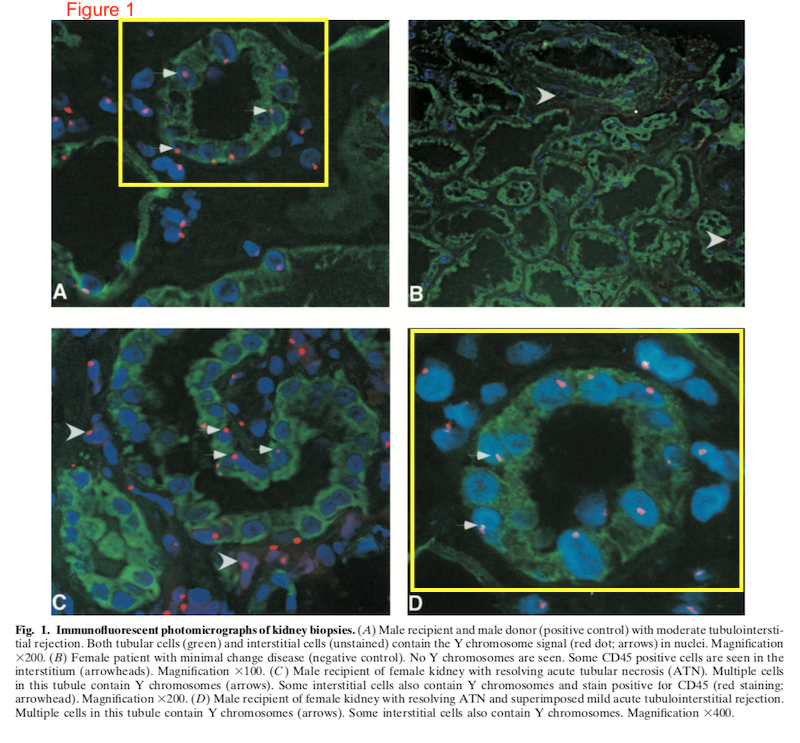 Figure 1
A
B
C
D
Fig. 1. Immunofluorescent photomicrographs of kidney biopsies. (A) Male recipient and male donor (positive control) with moderate tubulointersti-
tial rejection. Both tubular cells (green) and interstitial cells (unstained) contain the Y chromosome signal (red dot; arrows) in nuclei. Magnification
×200. (B) Female patient with minimal change disease (negative control). No Y chromosomes are seen. Some CD45 positive cells are seen in the
interstitium (arrowheads). Magnification ×100. (C) Male recipient of female kidney with resolving acute tubular necrosis (ATN). Multiple cells
in this tubule contain Y chromosomes (arrows). Some interstitial cells also contain Y chromosomes and stain positive for CD45 (red staining;
arrowhead). Magnification ×200. (D) Male recipient of female kidney with resolving ATN and superimposed mild acute tubulointerstitial rejection.
Multiple cells in this tubule contain Y chromosomes (arrows). Some interstitial cells also contain Y chromosomes. Magnification ×400.